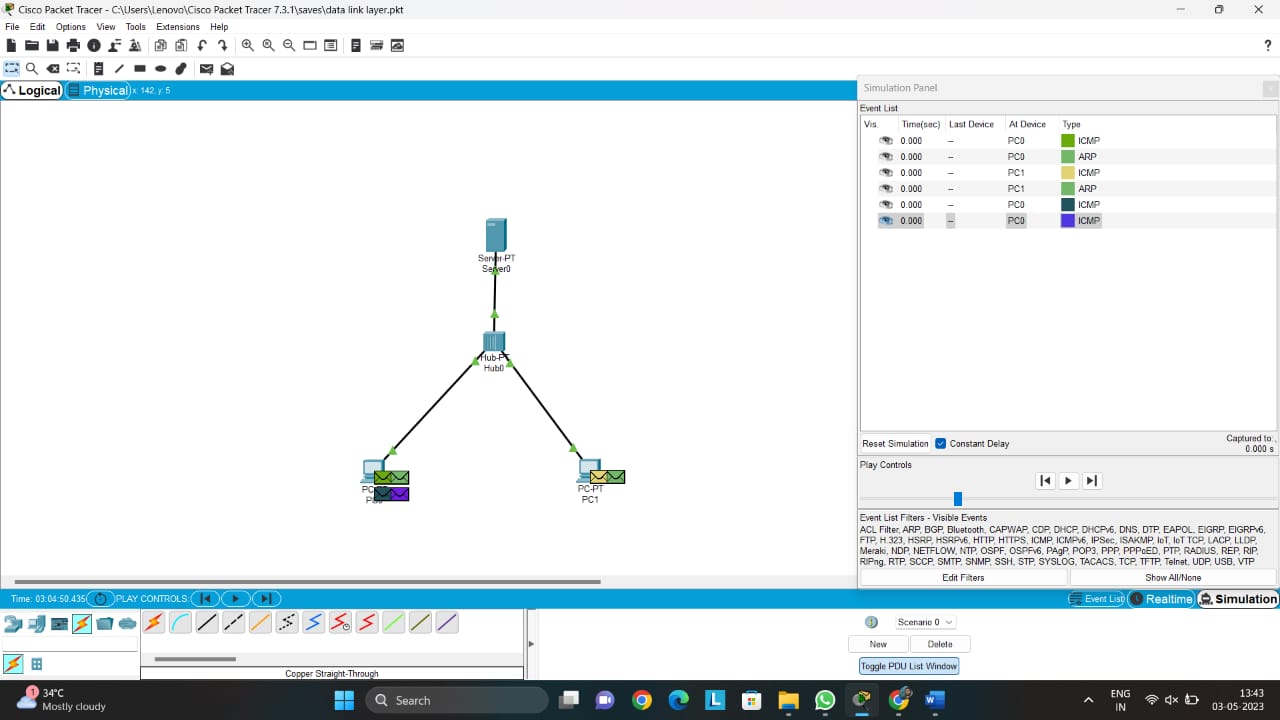 Cisco Packet Tracer - C:\Users\Lenovo\Cisco Packet Tracer 7.3.1\saves\data link layer.pkt
File Edit Options View Tools Extensions Help
?
Logical Physical x: 142, y: 5
Simulation Panel
Event List
Vis. Time(sec) Last Device At Device Type
0.000 -- PC0 ICMP
0.000 -- PC0 ARP
0.000 -- PC1 ICMP
0.000 -- PC1 ARP
0.000 -- PC0 ICMP
0.000 -- PC0 ICMP
Server-PT
Server0
Hub-PT
Hub0
PC-PT
PC1
Reset Simulation Constant Delay Captured to:
0.000 s
Play Controls
Event List Filters - Visible Events
ACL Filter, ARP, BGP, Bluetooth, CAPWAP, CDP, DHCP, DHCPv6, DNS, DTP, EAPOL, EIGRP, EIGRPv6,
FTP, H.323, HSRP, HSRPv6, HTTP, HTTPS, ICMP, ICMPv6, IPSec, ISAKMP, IoT, IoT TCP, LACP, LLDP,
Meraki, NDP, NETFLOW, NTP, OSPF, OSPFv6, PAgP, POP3, PPP, PPPoED, PTP, RADIUS, REP, RIP,
RIPng, RTP, SCCP, SMTP, SNMP, SSH, STP, SYSLOG, TACACS, TCP, TFTP, Telnet, UDP, USB, VTP
Edit Filters Show All/None
Time: 03:04:50.435 PLAY CONTROLS: Event List Realtime Simulation
Scenario 0
New Delete
Toggle PDU List Window
Copper Straight-Through
1
34°C
Mostly cloudy
Search
ENG
IN
13:43
03-05-2023